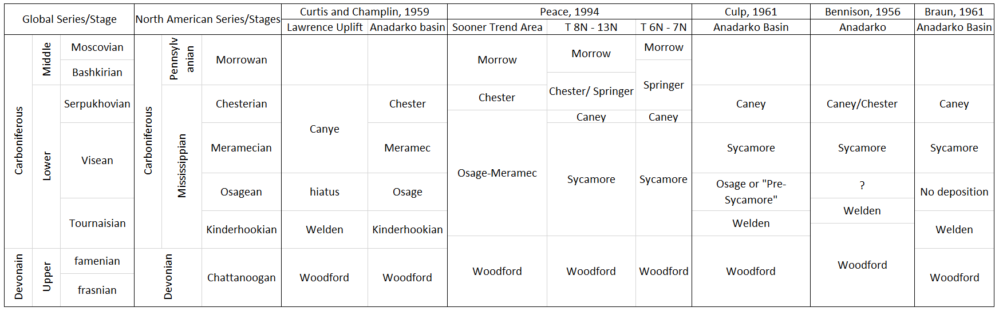 Global Series/Stage
North American Series/Stages
Curtis and Champlin, 1959
Peace, 1994
Culp, 1961
Bennison, 1956
Braun, 1961
Lawrence Uplift
Anadarko basin
Sooner Trend Area
T 8N - 13N
T 6N - 7N
Anadarko Basin
Anadarko
Anadarko Basin
Carboniferous
Middle
Moscovian
Bashkirian
Lower
Serpukhovian
Visean
Tournaisian
Devonain
Upper
famenian
frasnian
Carboniferous
Pennsylv
anian
Morrowan
Mississippian
Chesterian
Meramecian
Osagean
Kinderhookian
Devonian
Chattanoogan
Canye
hiatus
Welden
Woodford
Chester
Meramec
Osage
Kinderhookian
Woodford
Morrow
Chester
Osage-Meramec
Woodford
Morrow
Chester/ Springer
Caney
Sycamore
Woodford
Morrow
Springer
Caney
Sycamore
Woodford
Caney
Sycamore
Osage or "Pre-
Sycamore"
Welden
Woodford
Caney/Chester
Sycamore
?
Welden
Woodford
Caney
Sycamore
No deposition
Welden
Woodford